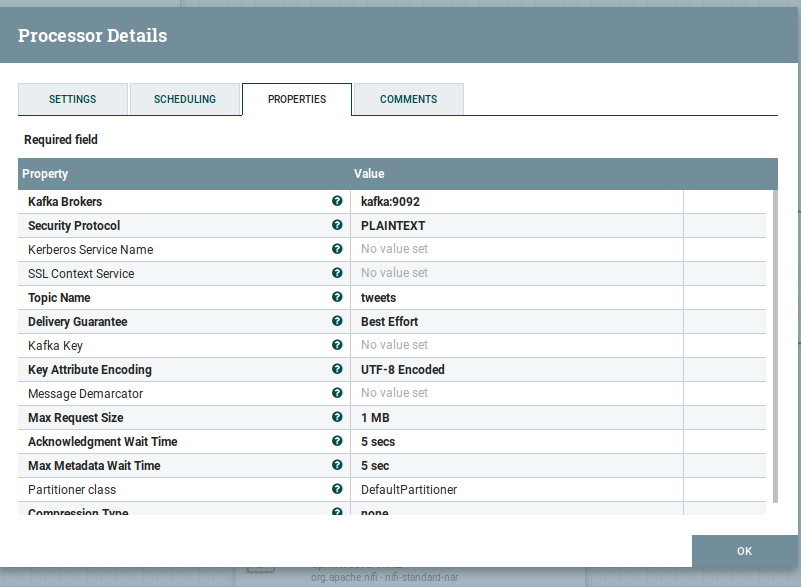 Processor Details
SETTINGS SCHEDULING PROPERTIES COMMENTS
Required field
Property Value
Kafka Brokers ? kafka:9092
Security Protocol ? PLAINTEXT
Kerberos Service Name ? No value set
SSL Context Service ? No value set
Topic Name ? tweets
Delivery Guarantee ? Best Effort
Kafka Key ? No value set
Key Attribute Encoding ? UTF-8 Encoded
Message Demarcator ? No value set
Max Request Size ? 1 MB
Acknowledgment Wait Time ? 5 secs
Max Metadata Wait Time ? 5 sec
Partitioner class ? DefaultPartitioner
Compression Type ? none
OK
org.apache.nifi - nifi-standard-nar